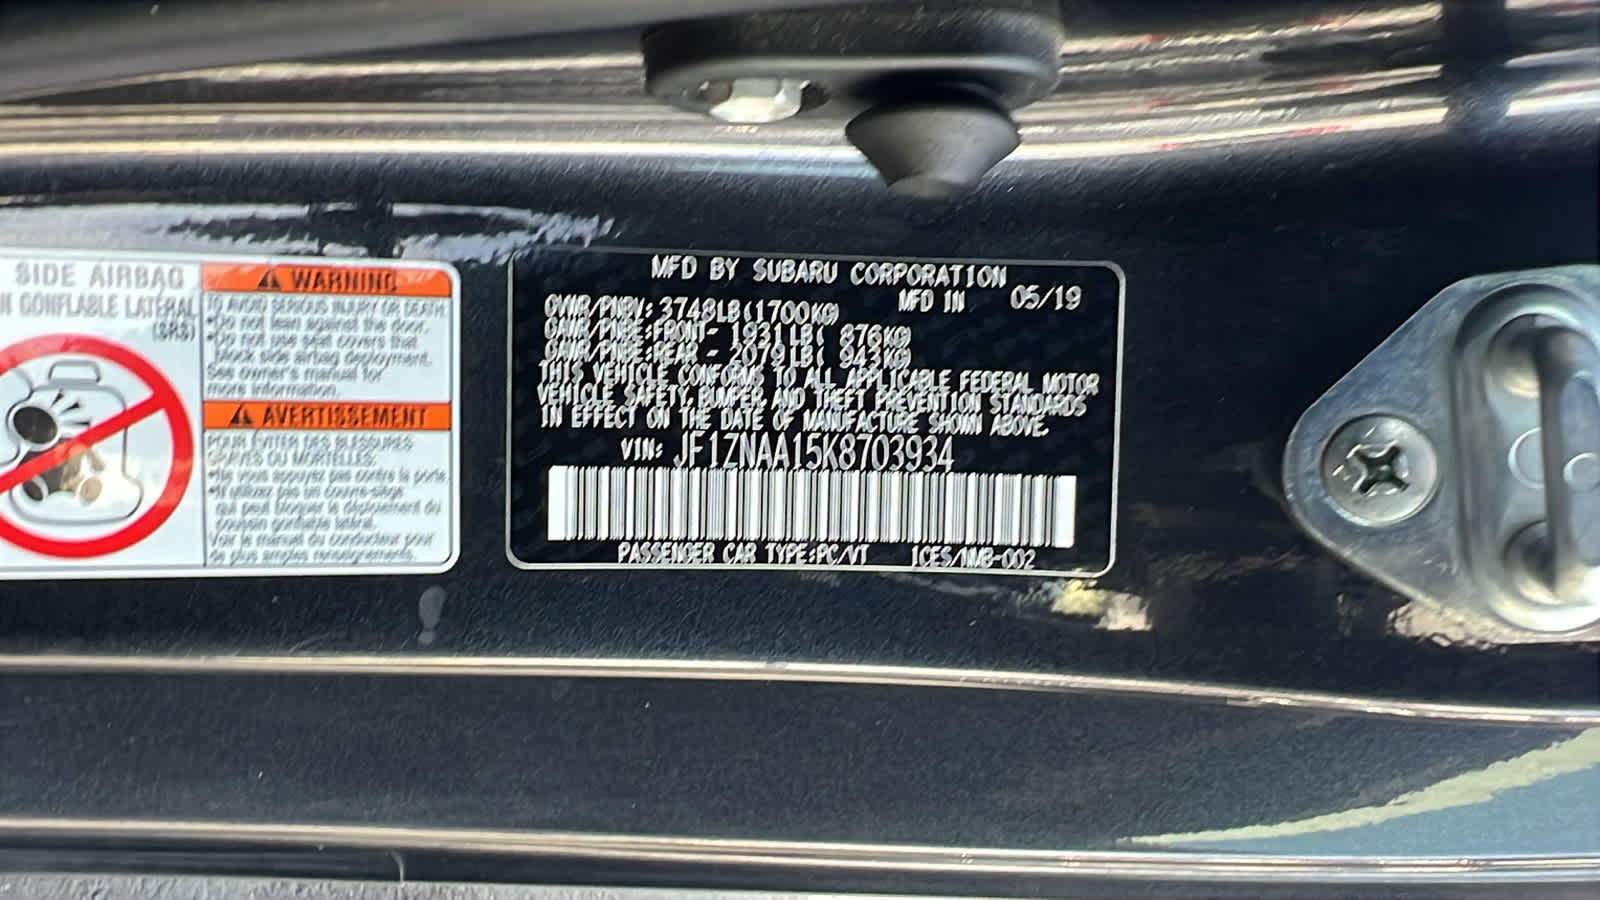 SIDE AIRBAG
N GONFLABLE LATÉRAL
(SRS)
WARNING
TO AVOID SERIOUS INJURY OR DEATH:
•Do not lean against the door.
•Do not use seat covers that
block side airbag deployment.
See owner's manual for
more information.
AVERTISSEMENT
POUR ÉVITER DES BLESSURES
GRAVES OU MORTELLES:
•Ne vous appuyez pas contre la porte.
•N'utilisez pas un couvre-siège
qui peut bloquer le déploiement du
coussin gonflable latéral.
Voir le manuel du conducteur pour
de plus amples renseignements.
MFD BY SUBARU CORPORATION
MFD IN 05/19
GVWR/PNBV: 3748LB(1700KG)
GAWR/PNBE:FRONT- 1931LB( 876KG)
GAWR/PNBE:REAR - 2079LB( 943KG)
THIS VEHICLE CONFORMS TO ALL APPLICABLE FEDERAL MOTOR
VEHICLE SAFETY, BUMPER, AND THEFT PREVENTION STANDARDS
IN EFFECT ON THE DATE OF MANUFACTURE SHOWN ABOVE.
VIN: JF1ZNAA15K8703934
PASSENGER CAR TYPE:PC/VT ICES/NMB-002